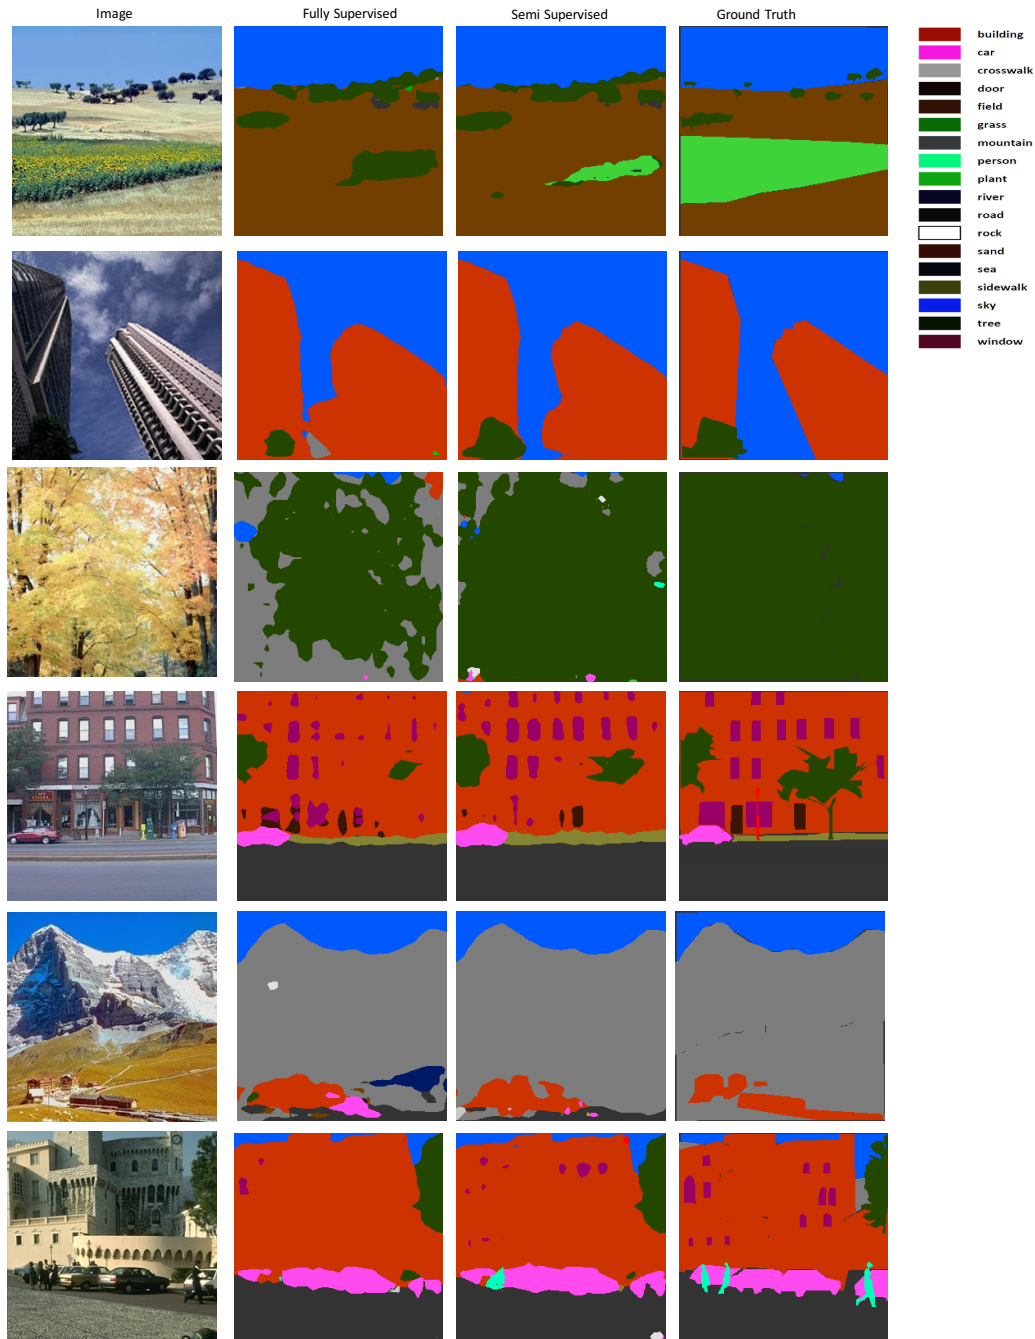 Image
Fully Supervised
Semi Supervised
Ground Truth
building
car
crosswalk
door
field
grass
mountain
person
plant
river
road
rock
sand
sea
sidewalk
sky
tree
window